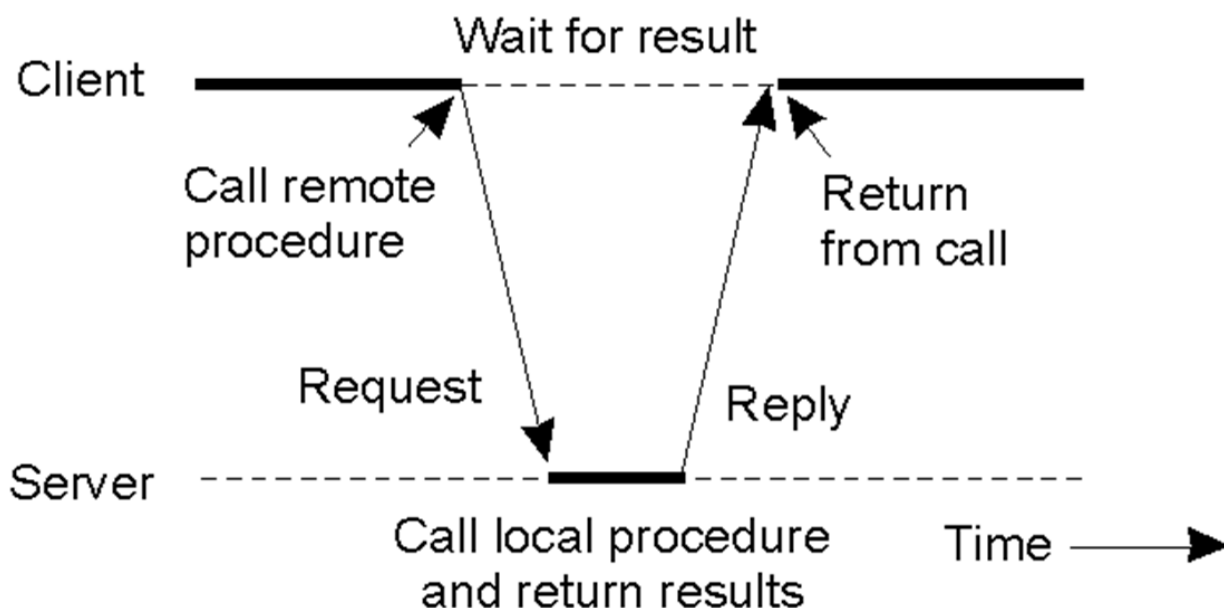 Wait for result
Client
Call remote
procedure
Return
from call
Request
Reply
Server
Call local procedure
and return results
Time